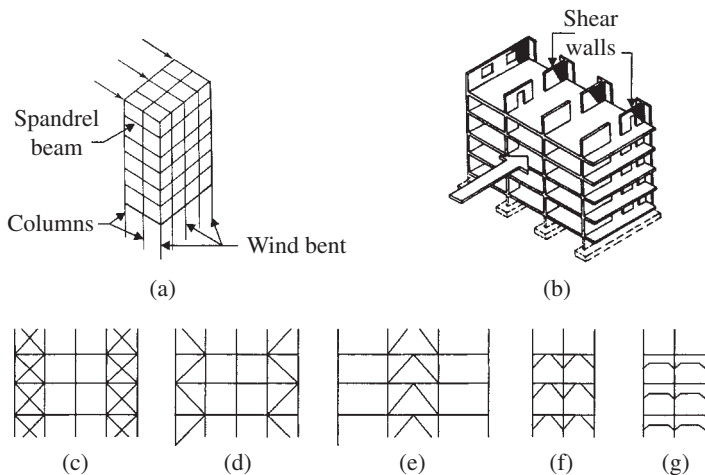 Shear
walls
Spandrel
beam
Columns
Wind bent
(a)
(b)
(c)
(d)
(e)
(f)
(g)